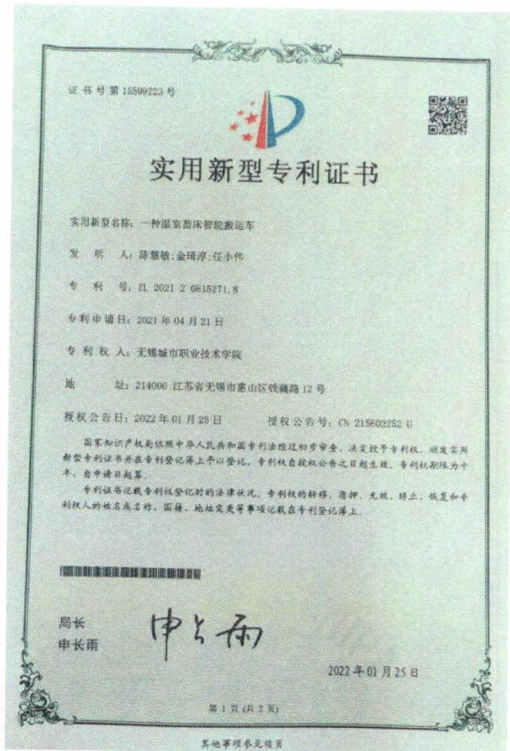 证书号第15599223号
实用新型专利证书
实用新型名称：一种温室苗床智能搬运车
发明人：陈慧敏;金琦淳;任小伟
专利号：ZL 2021 2 0815271.8
专利申请日：2021年04月21日
专利权人：无锡城市职业技术学院
地址：214000 江苏省无锡市惠山区钱藕路12号
授权公告日：2022年01月25日 授权公告号：CN 215602252 U
国家知识产权局依照中华人民共和国专利法经过初步审查，决定授予专利权，颁发实用
新型专利证书并在专利登记簿上予以登记。专利权自授权公告之日起生效。专利权期限为十
年，自申请日起算。
专利证书记载专利权登记时的法律状况。专利权的转移、质押、无效、终止、恢复和专
利权人的姓名或名称、国籍、地址变更等事项记载在专利登记簿上。
局长
申长雨
申长雨
2022年01月25日
第1页(共2页)
其他事项参见续页